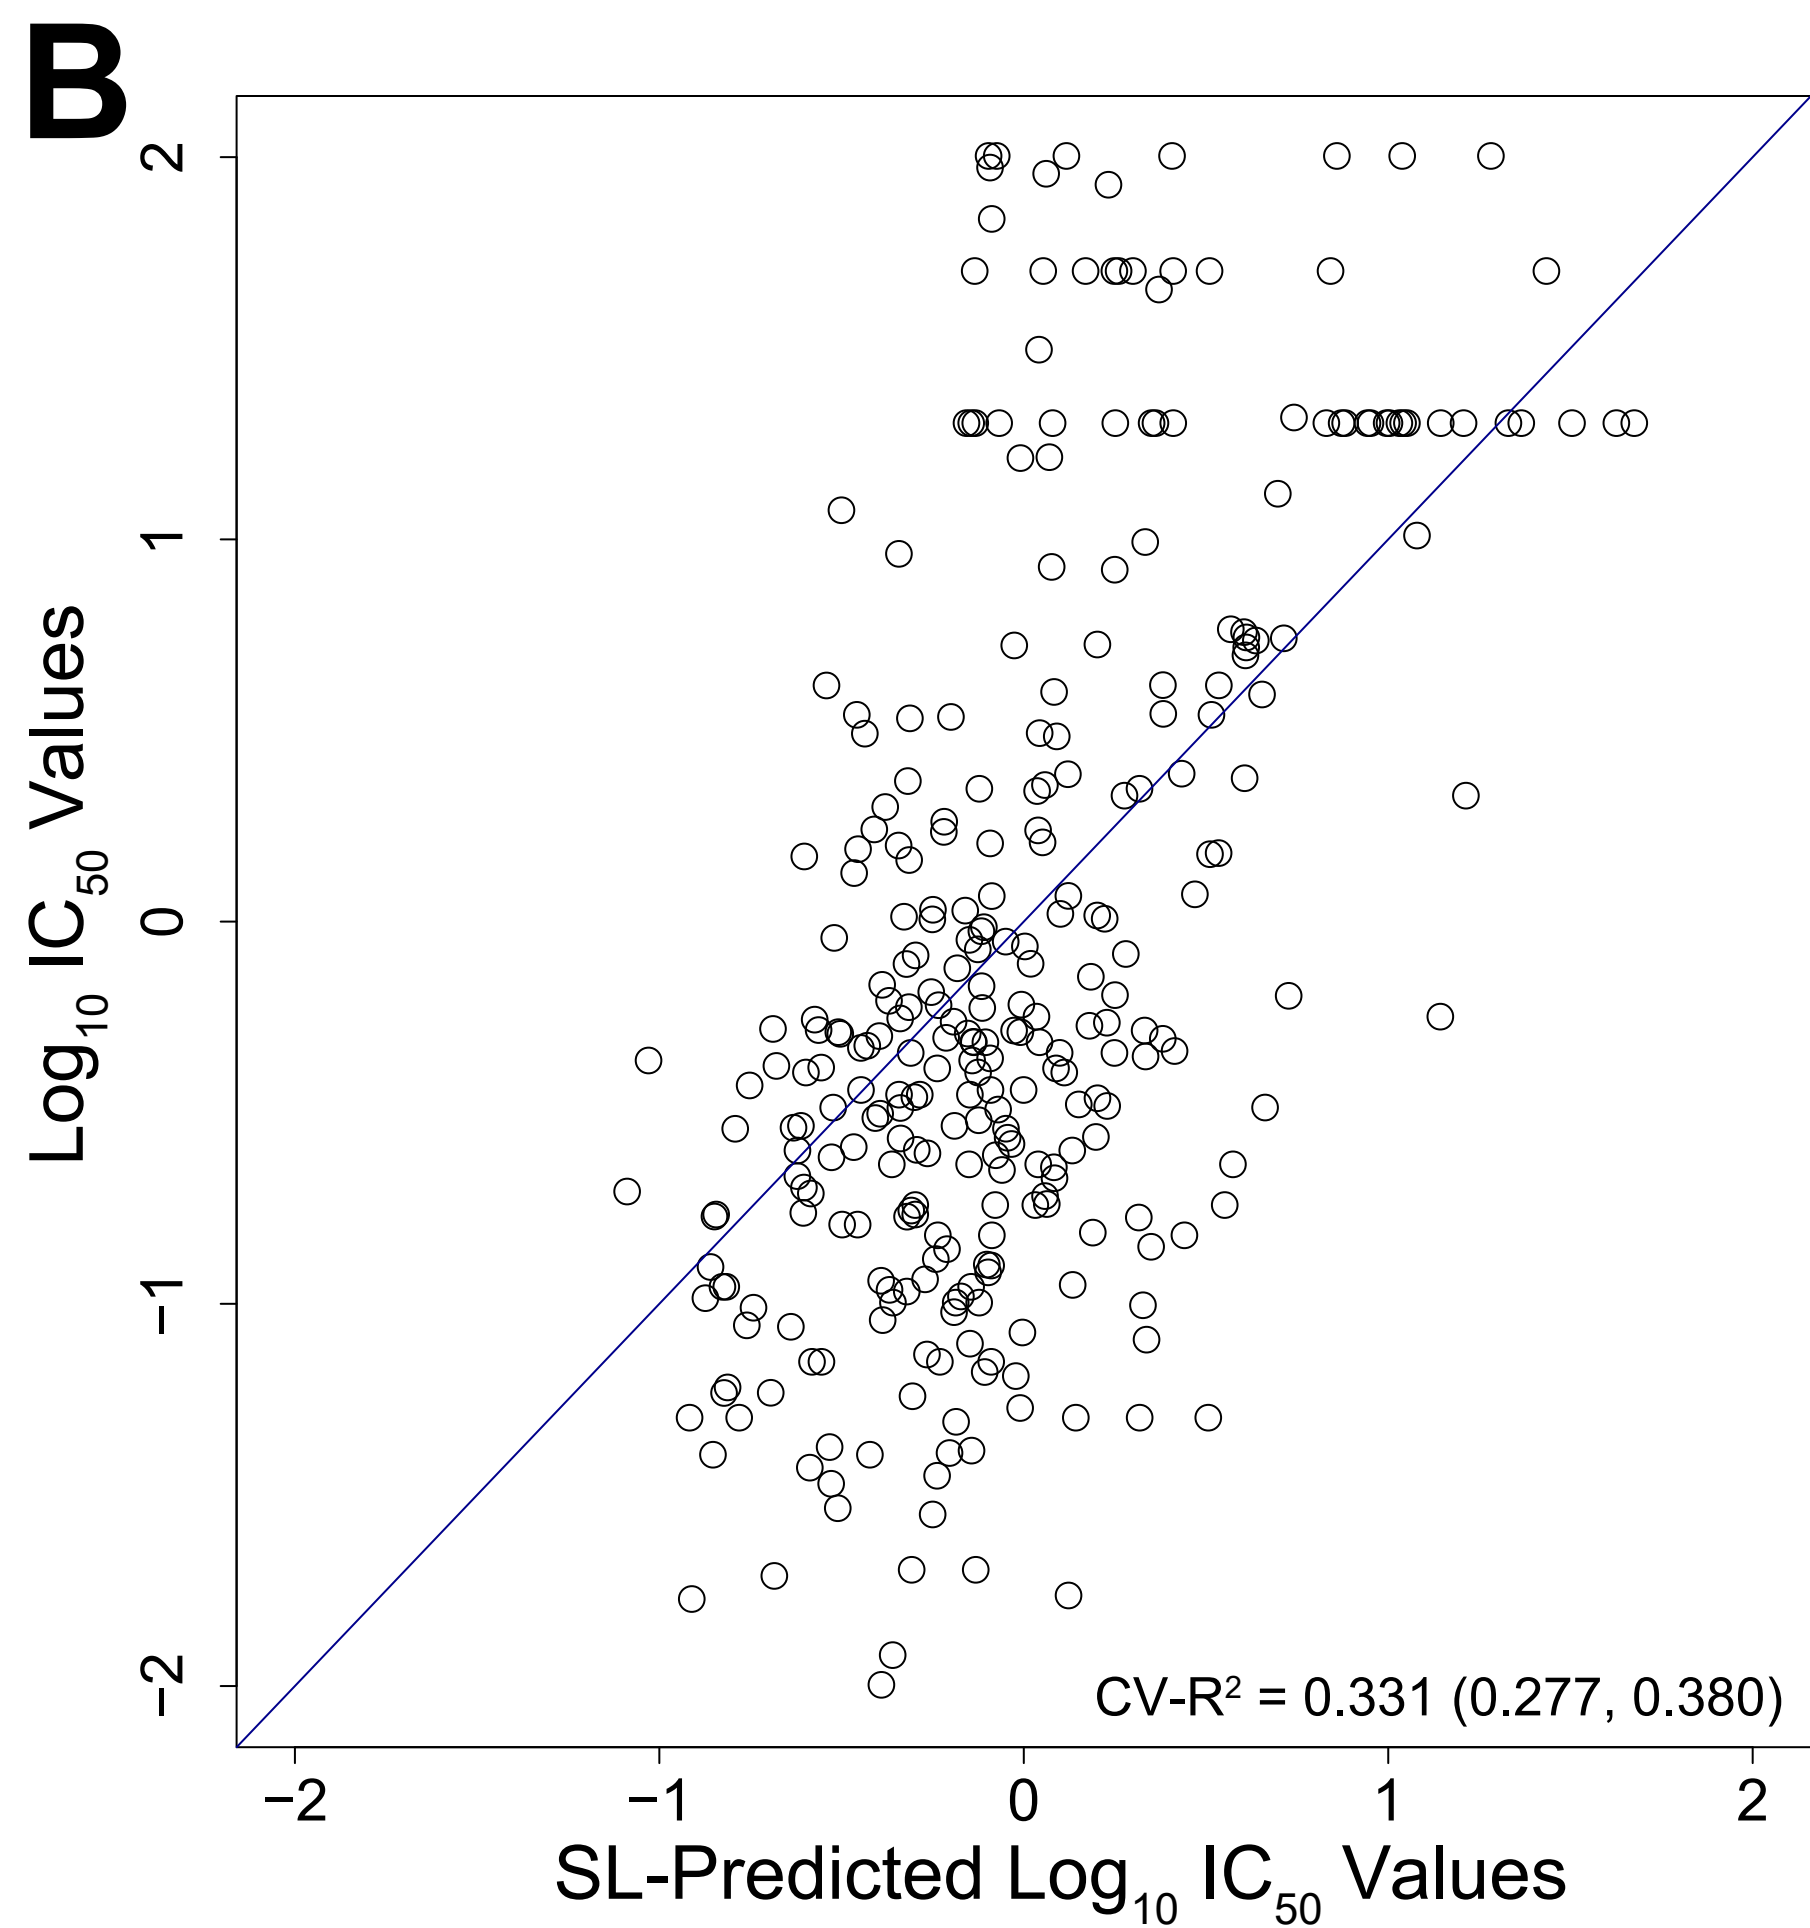 B
2
1
0
−1
−2
Log₁₀ IC₅₀ Values
CV-R² = 0.331 (0.277, 0.380)
−2 −1 0 1 2
SL-Predicted Log₁₀ IC₅₀ Values